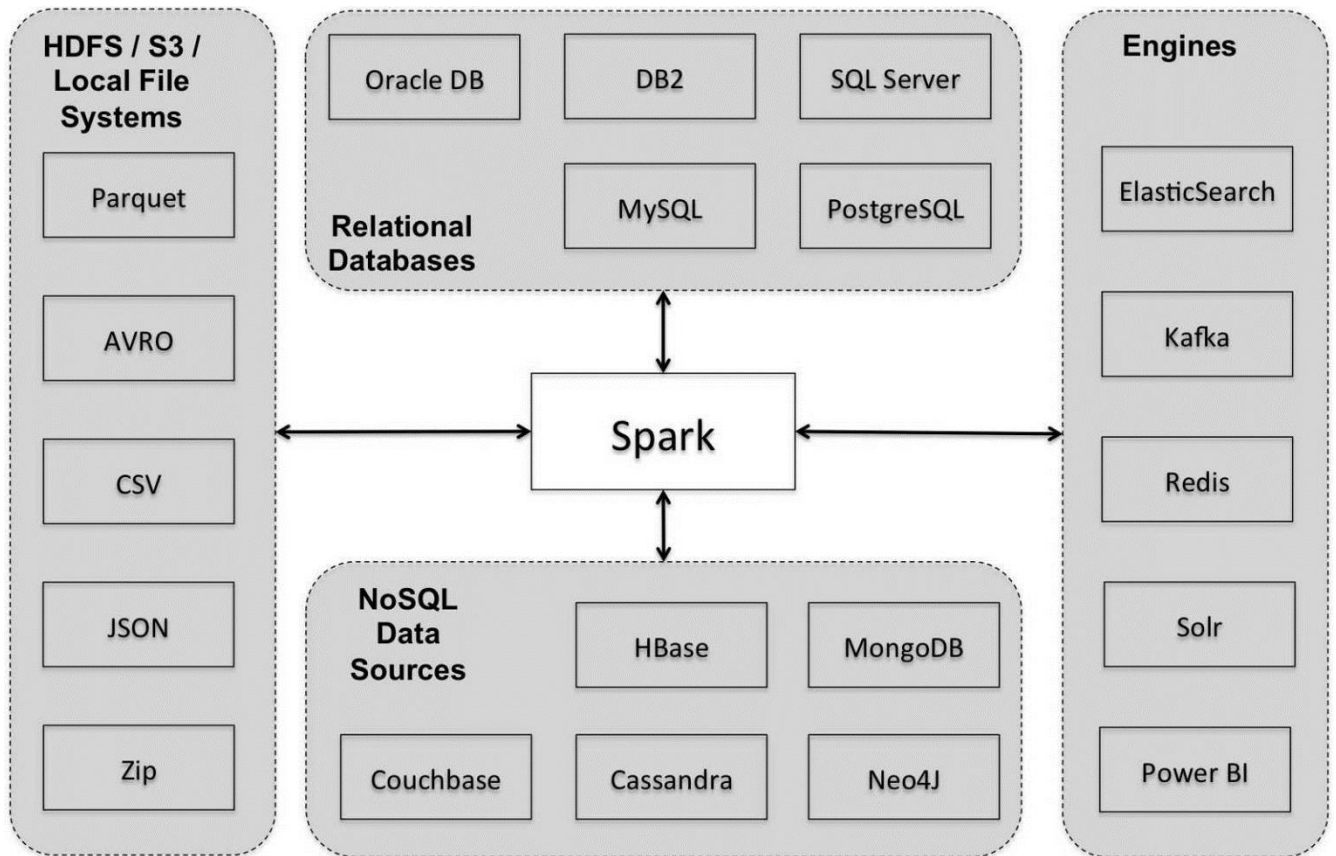 HDFS / S3 /
Local File
Systems
Parquet
AVRO
CSV
JSON
Zip
Oracle DB
DB2
SQL Server
MySQL
PostgreSQL
Relational
Databases
Spark
NoSQL
Data
Sources
HBase
MongoDB
Couchbase
Cassandra
Neo4J
Engines
ElasticSearch
Kafka
Redis
Solr
Power BI